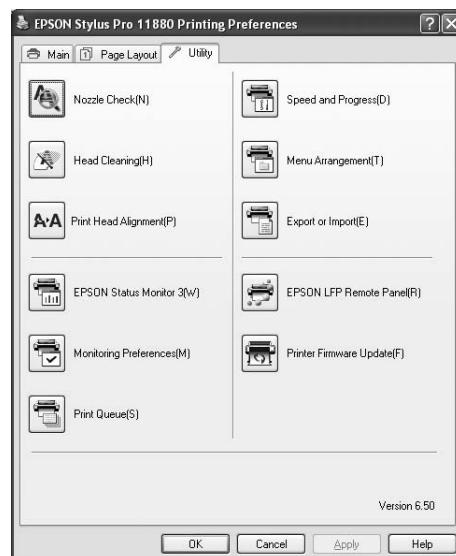 EPSON Stylus Pro 11880 Printing Preferences
Main
Page Layout
Utility
Nozzle Check(N)
Speed and Progress(D)
Head Cleaning(H)
Menu Arrangement(T)
A A
Print Head Alignment(P)
Export or Import(E)
EPSON Status Monitor 3(W)
EPSON LFP Remote Panel(R)
Monitoring Preferences(M)
Printer Firmware Update(F)
Print Queue(S)
Version 6.50
OK
Cancel
Apply
Help